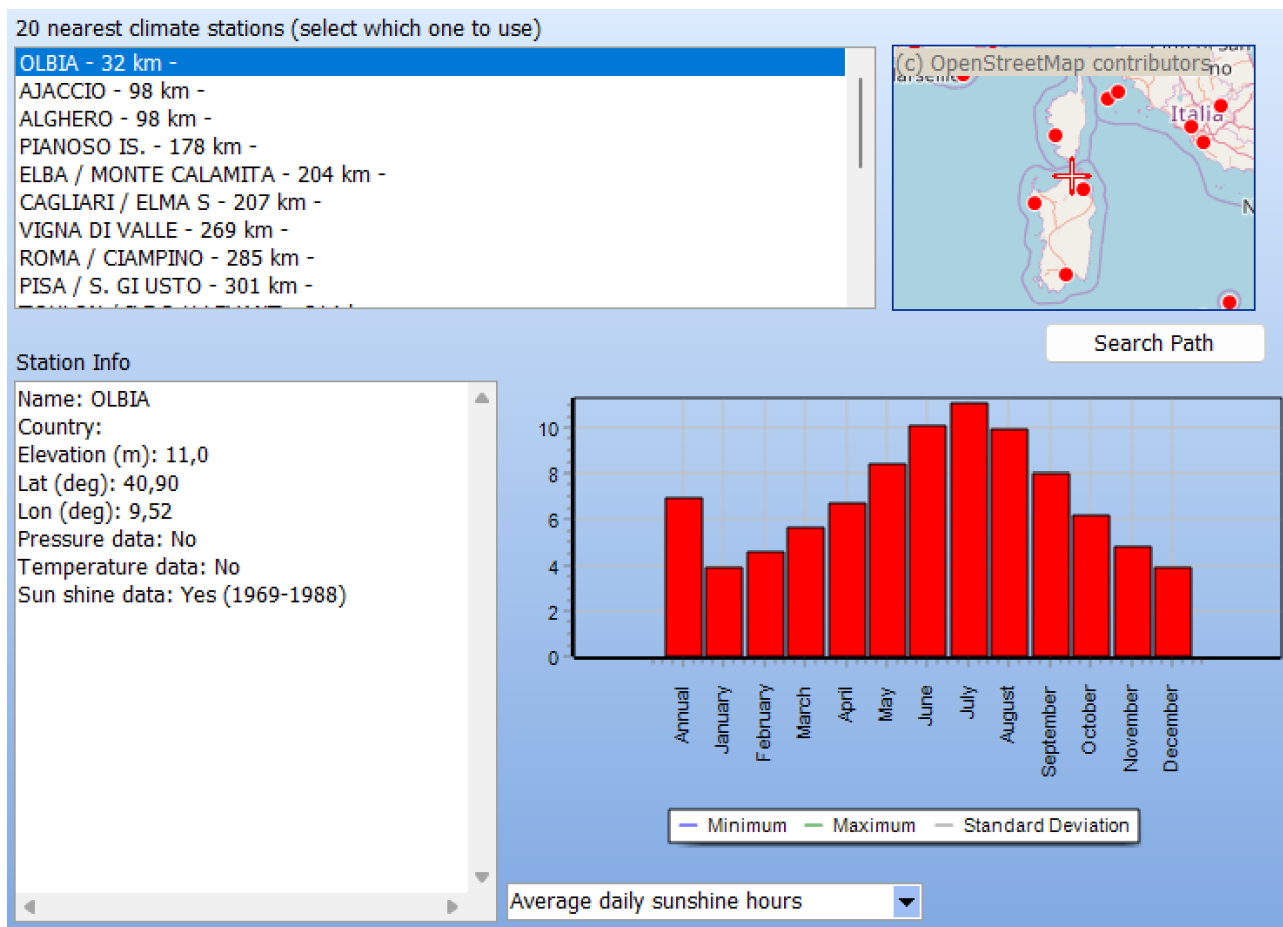 20 nearest climate stations (select which one to use)
OLBIA - 32 km -
AJACCIO - 98 km -
ALGHERO - 98 km -
PIANOSO IS. - 178 km -
ELBA / MONTE CALAMITA - 204 km -
CAGLIARI / ELMA S - 207 km -
VIGNA DI VALLE - 269 km -
ROMA / CIAMPINO - 285 km -
PISA / S. GI USTO - 301 km -
(c) OpenStreetMap contributors
no
Italia
N
Search Path
Station Info
Name: OLBIA
Country:
Elevation (m): 11,0
Lat (deg): 40,90
Lon (deg): 9,52
Pressure data: No
Temperature data: No
Sun shine data: Yes (1969-1988)
10
8
6
4
2
0
Annual
January
February
March
April
May
June
July
August
September
October
November
December
Minimum
Maximum
Standard Deviation
Average daily sunshine hours